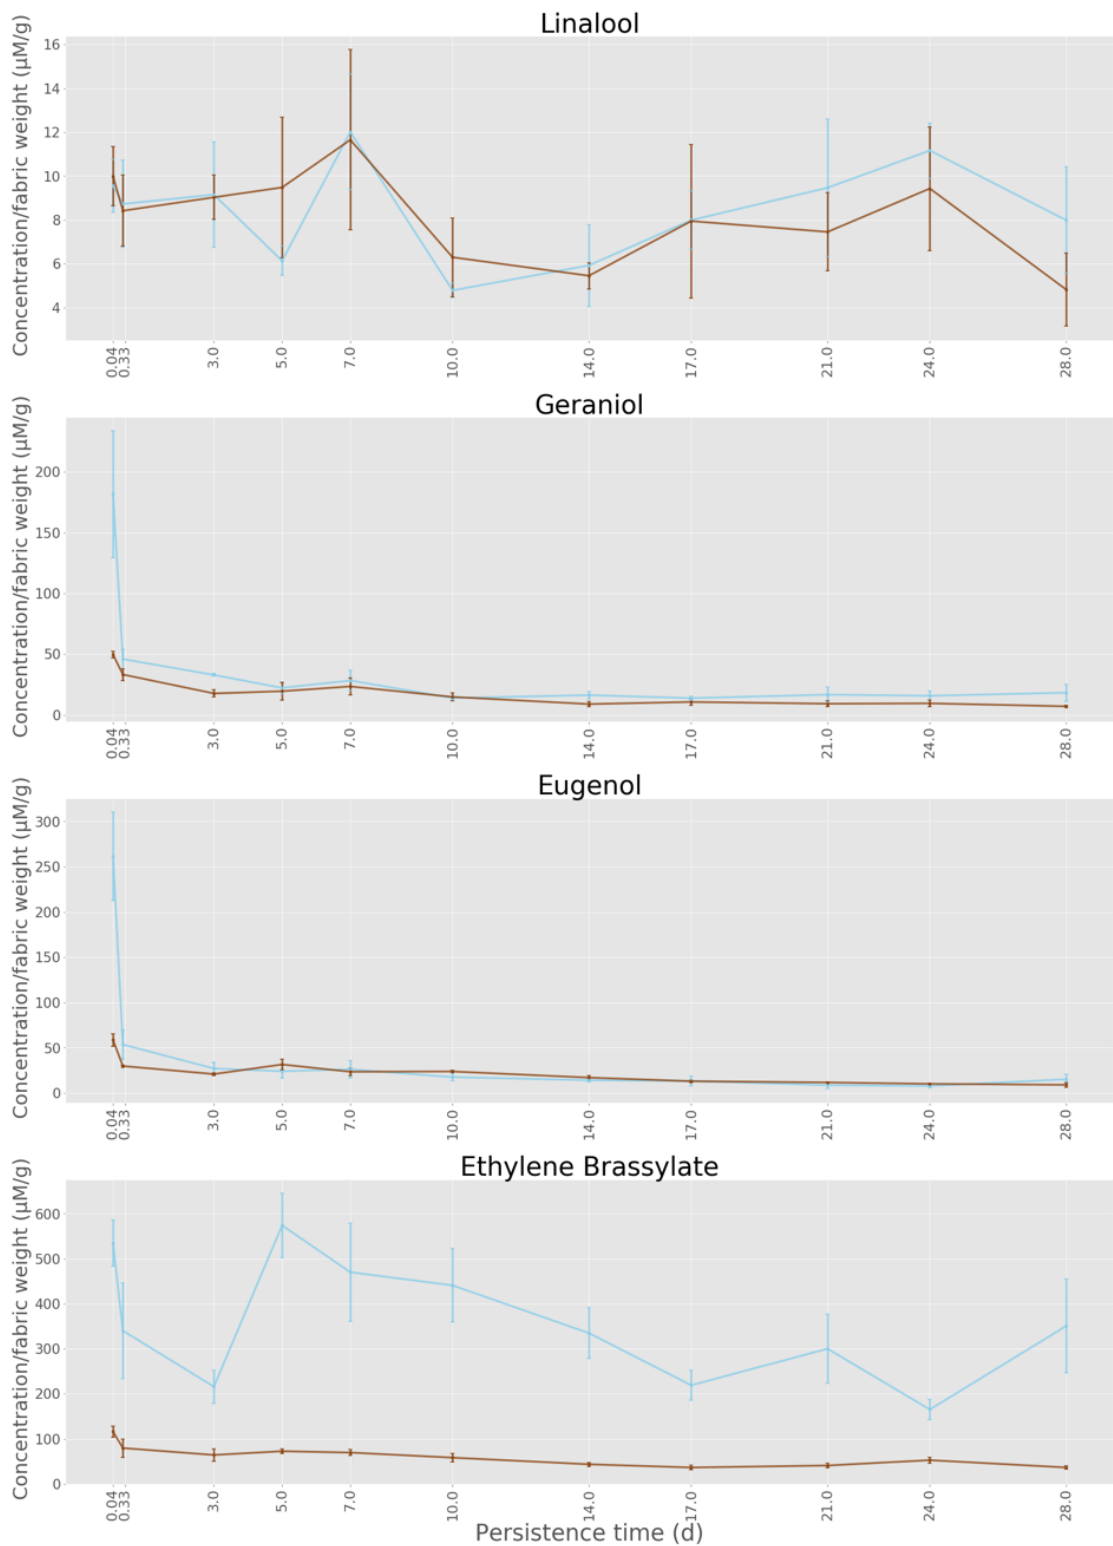 Linalool
Concentration/fabric weight (μM/g)
16
14
12
10
8
6
4
0.04 0.33 3.0 5.0 7.0 10.0 14.0 17.0 21.0 24.0 28.0
Geraniol
Concentration/fabric weight (μM/g)
200
150
100
50
0
0.04 0.33 3.0 5.0 7.0 10.0 14.0 17.0 21.0 24.0 28.0
Eugenol
Concentration/fabric weight (μM/g)
300
250
200
150
100
50
0
0.04 0.33 3.0 5.0 7.0 10.0 14.0 17.0 21.0 24.0 28.0
Ethylene Brassylate
Concentration/fabric weight (μM/g)
600
500
400
300
200
100
0
0.04 0.33 3.0 5.0 7.0 10.0 14.0 17.0 21.0 24.0 28.0
Persistence time (d)